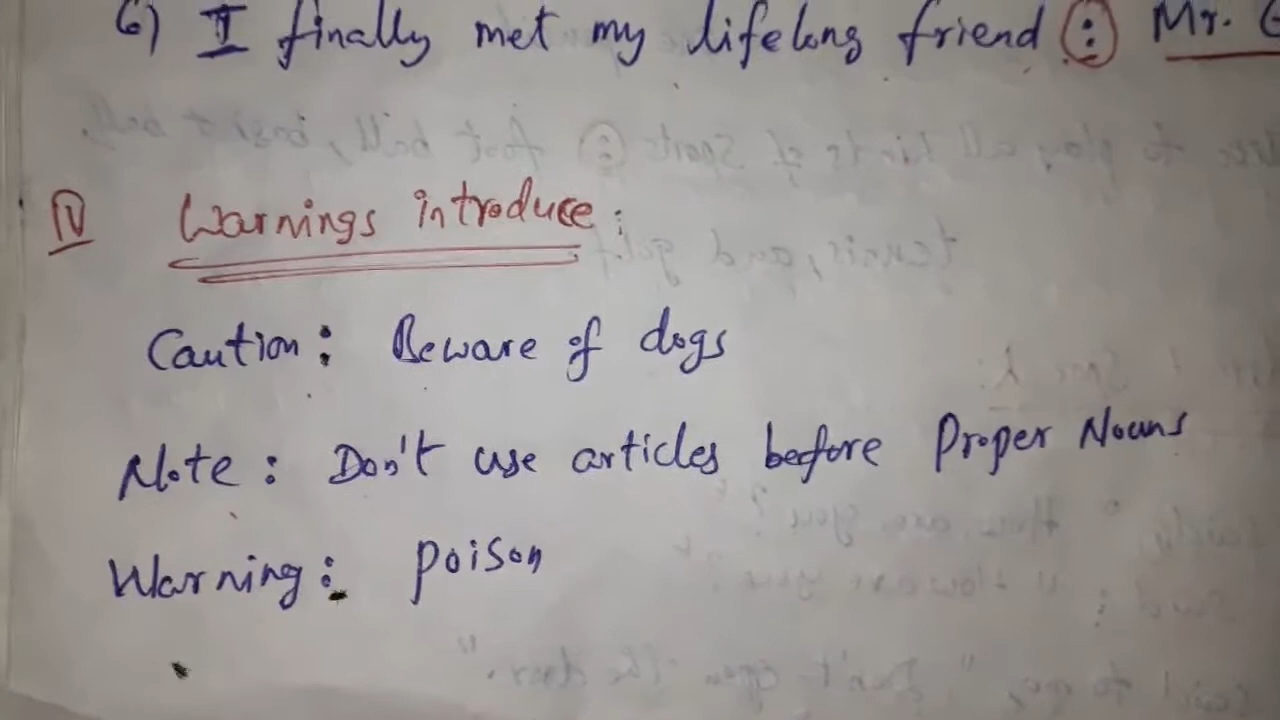 6) I finally met my lifelong friend : Mr.
IV Warnings introduce:
Caution: Beware of dogs
Note: Don't use articles before Proper Nouns
Warning: Poison